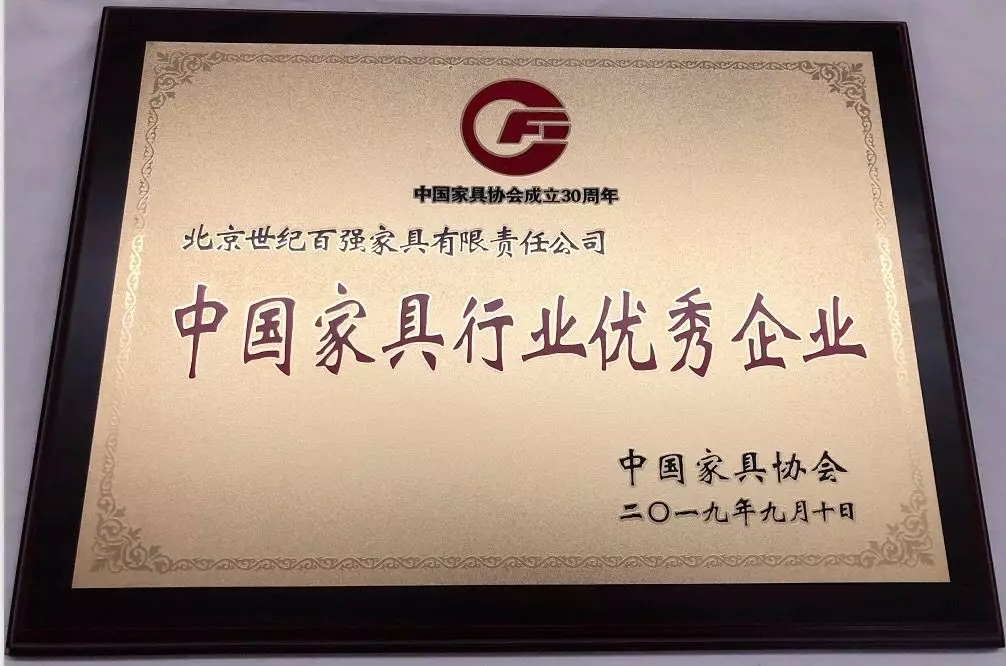 中国家具协会成立30周年
北京世纪百强家具有限责任公司
中国家具行业优秀企业
中国家具协会
二〇一九年九月十日